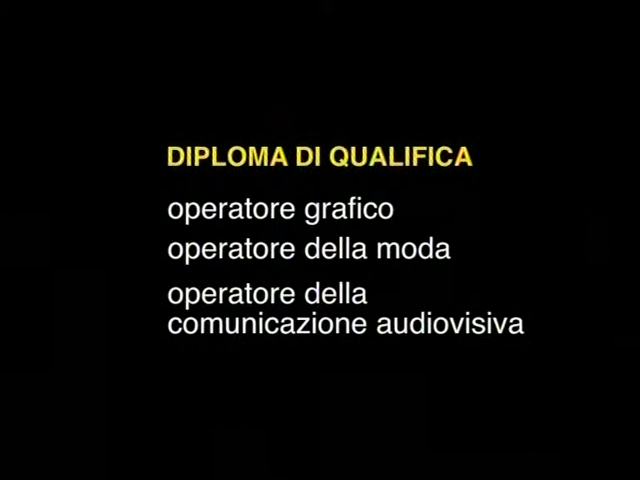 DIPLOMA DI QUALIFICA
operatore grafico
operatore della moda
operatore della
comunicazione audiovisiva